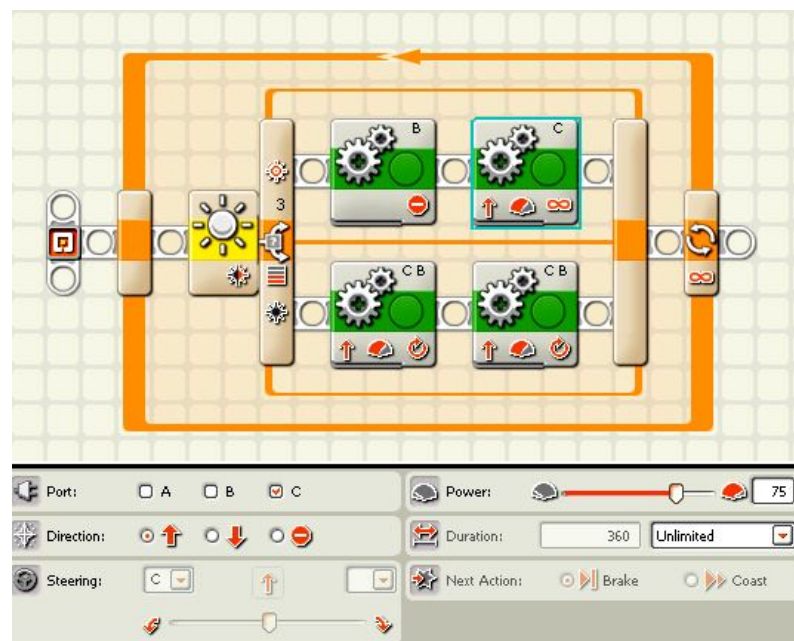 B
C
3
C B
C B
Port:
A
B
C
Power:
75
Direction:
Duration:
360
Unlimited
Steering:
C
Next Action:
Brake
Coast